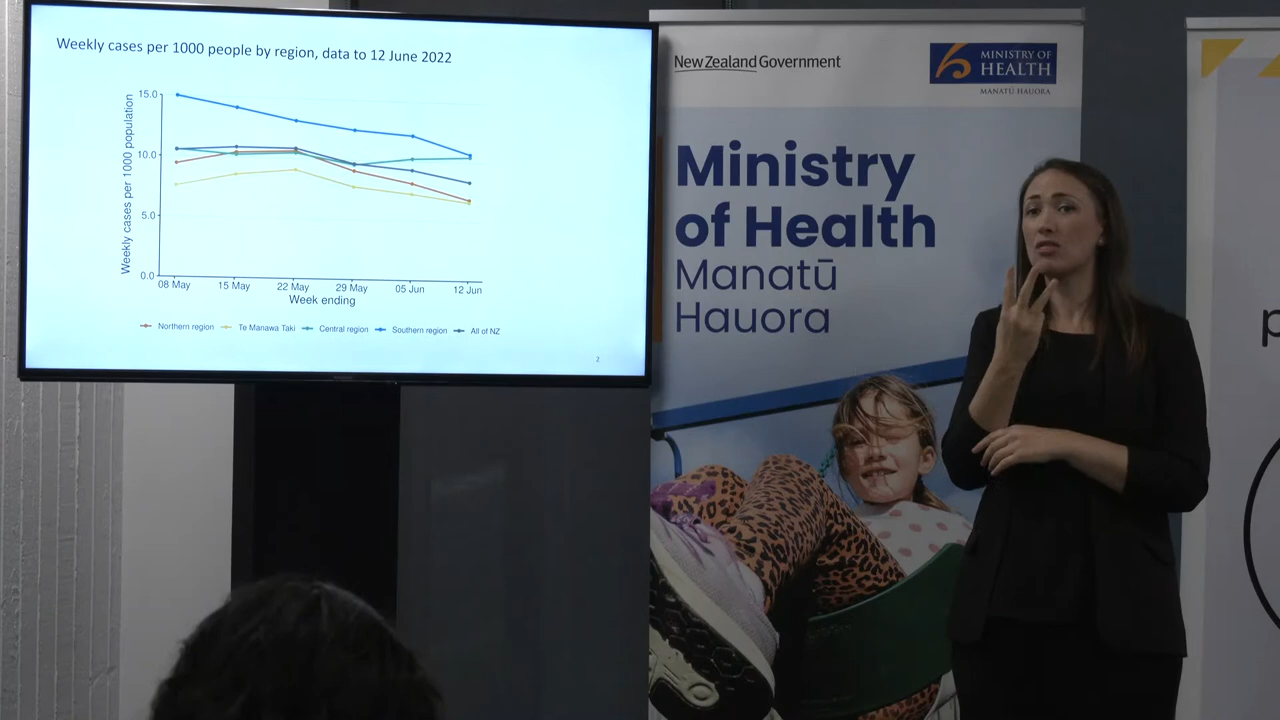 Weekly cases per 1000 people by region, data to 12 June 2022
Weekly cases per 1000 population
15.0
10.0
5.0
0.0
08 May 15 May 22 May 29 May 05 Jun 12 Jun
Week ending
Northern region Te Manawa Taki Central region Southern region All of NZ
2
New Zealand Government
MINISTRY OF
HEALTH
MANATŪ HAUORA
Ministry
of Health
Manatū
Hauora
p